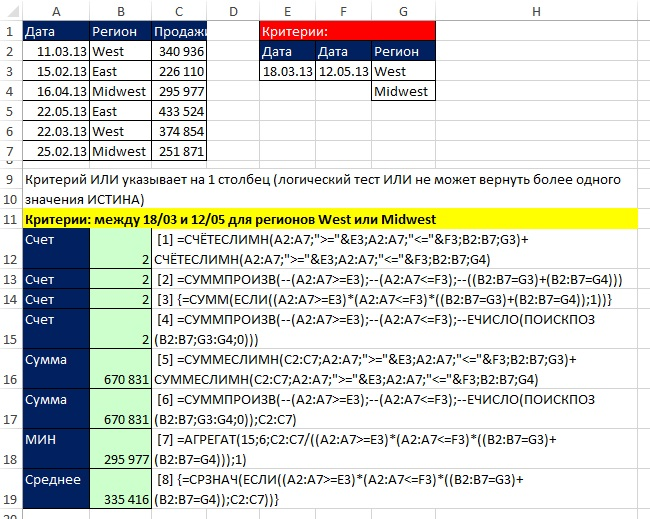 A B C D E F G H
1 Дата Регион Продажи Критерии:
2 11.03.13 West 340 936 Дата Дата Регион
3 15.02.13 East 226 110 18.03.13 12.05.13 West
4 16.04.13 Midwest 295 977 Midwest
5 22.05.13 East 433 524
6 22.03.13 West 374 854
7 25.02.13 Midwest 251 871
9 Критерий ИЛИ указывает на 1 столбец (логический тест ИЛИ не может вернуть более одного
10 значения ИСТИНА)
11 Критерии: между 18/03 и 12/05 для регионов West или Midwest
Счет [1] =СЧЁТЕСЛИМН(A2:A7;">="&E3;A2:A7;"<="&F3;B2:B7;G3)+
12 2 СЧЁТЕСЛИМН(A2:A7;">="&E3;A2:A7;"<="&F3;B2:B7;G4)
13 Счет 2 [2] =СУММПРОИЗВ(--(A2:A7>=E3);--(A2:A7<=F3);--((B2:B7=G3)+(B2:B7=G4)))
14 Счет 2 [3] {=СУММ(ЕСЛИ((A2:A7>=E3)*(A2:A7<=F3)*((B2:B7=G3)+(B2:B7=G4));1))}
Счет [4] =СУММПРОИЗВ(--(A2:A7>=E3);--(A2:A7<=F3);--ЕЧИСЛО(ПОИСКПОЗ
15 2 (B2:B7;G3:G4;0)))
Сумма [5] =СУММЕСЛИМН(C2:C7;A2:A7;">="&E3;A2:A7;"<="&F3;B2:B7;G3)+
16 670 831 СУММЕСЛИМН(C2:C7;A2:A7;">="&E3;A2:A7;"<="&F3;B2:B7;G4)
Сумма [6] =СУММПРОИЗВ(--(A2:A7>=E3);--(A2:A7<=F3);--ЕЧИСЛО(ПОИСКПОЗ
17 670 831 (B2:B7;G3:G4;0));C2:C7)
МИН [7] =АГРЕГАТ(15;6;C2:C7/((A2:A7>=E3)*(A2:A7<=F3)*((B2:B7=G3)+
18 295 977 (B2:B7=G4)));1)
Среднее [8] {=СРЗНАЧ(ЕСЛИ((A2:A7>=E3)*(A2:A7<=F3)*((B2:B7=G3)+
19 335 416 (B2:B7=G4));C2:C7))}